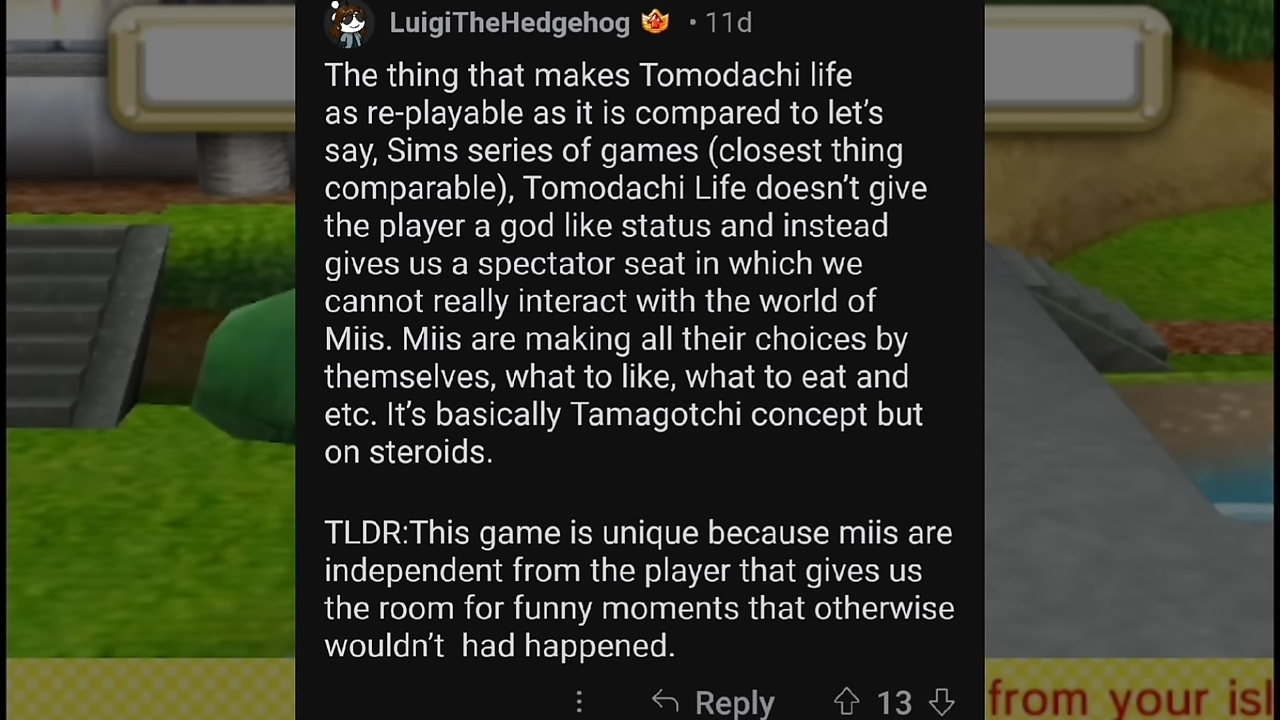 LuigiTheHedgehog • 11d
The thing that makes Tomodachi life
as re-playable as it is compared to let's
say, Sims series of games (closest thing
comparable), Tomodachi Life doesn't give
the player a god like status and instead
gives us a spectator seat in which we
cannot really interact with the world of
Miis. Miis are making all their choices by
themselves, what to like, what to eat and
etc. It's basically Tamagotchi concept but
on steroids.
TLDR:This game is unique because miis are
independent from the player that gives us
the room for funny moments that otherwise
wouldn't  had happened.
Reply 13
from your isl